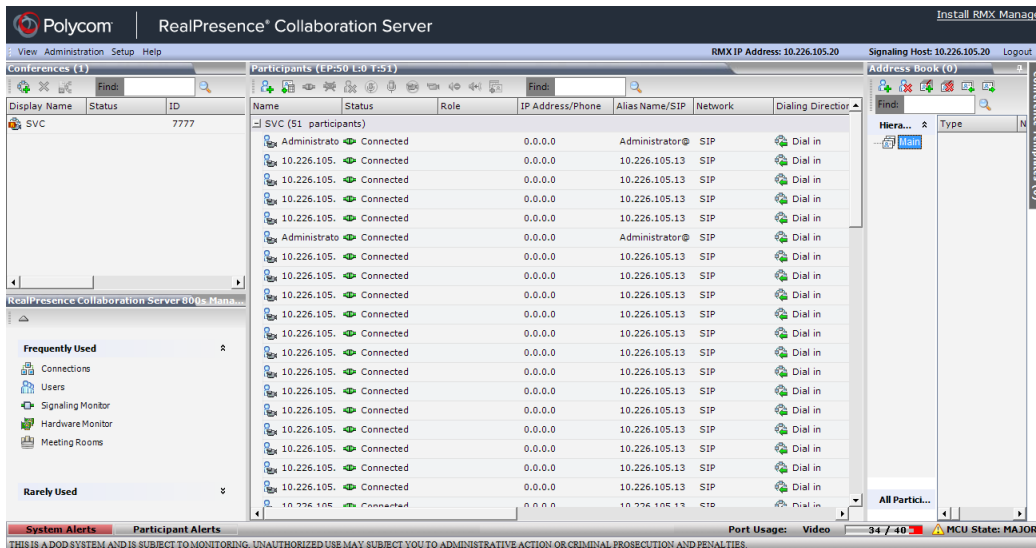 Polycom® RealPresence® Collaboration Server
Install RMX Manage
View Administration Setup Help RMX IP Address: 10.226.105.20 Signaling Host: 10.226.105.20 Logout
Conferences (1)
Find:
Display Name Status ID
SVC 7777
RealPresence Collaboration Server 800s Mana...
Frequently Used
Connections
Users
Signaling Monitor
Hardware Monitor
Meeting Rooms
Rarely Used
Participants (EP:50 L:0 T:51)
Find:
Name Status Role IP Address/Phone Alias Name/SIP Network Dialing Direction
SVC (51 participants)
Administrato Connected 0.0.0.0 Administrator@ SIP Dial in
10.226.105. Connected 0.0.0.0 10.226.105.13 SIP Dial in
10.226.105. Connected 0.0.0.0 10.226.105.13 SIP Dial in
10.226.105. Connected 0.0.0.0 10.226.105.13 SIP Dial in
10.226.105. Connected 0.0.0.0 10.226.105.13 SIP Dial in
Administrato Connected 0.0.0.0 Administrator@ SIP Dial in
10.226.105. Connected 0.0.0.0 10.226.105.13 SIP Dial in
10.226.105. Connected 0.0.0.0 10.226.105.13 SIP Dial in
10.226.105. Connected 0.0.0.0 10.226.105.13 SIP Dial in
10.226.105. Connected 0.0.0.0 10.226.105.13 SIP Dial in
10.226.105. Connected 0.0.0.0 10.226.105.13 SIP Dial in
10.226.105. Connected 0.0.0.0 10.226.105.13 SIP Dial in
10.226.105. Connected 0.0.0.0 10.226.105.13 SIP Dial in
10.226.105. Connected 0.0.0.0 10.226.105.13 SIP Dial in
10.226.105. Connected 0.0.0.0 10.226.105.13 SIP Dial in
10.226.105. Connected 0.0.0.0 10.226.105.13 SIP Dial in
10.226.105. Connected 0.0.0.0 10.226.105.13 SIP Dial in
10.226.105. Connected 0.0.0.0 10.226.105.13 SIP Dial in
10.226.105. Connected 0.0.0.0 10.226.105.13 SIP Dial in
10.226.105. Connected 0.0.0.0 10.226.105.13 SIP Dial in
Address Book (0)
Find:
Hiera... Type N
Main
All Partici...
Conference Templates (0)
System Alerts Participant Alerts Port Usage: Video 34 / 40 MCU State: MAJOR
THIS IS A DOD SYSTEM AND IS SUBJECT TO MONITORING. UNAUTHORIZED USE MAY SUBJECT YOU TO ADMINISTRATIVE ACTION OR CRIMINAL PROSECUTION AND PENALTIES.